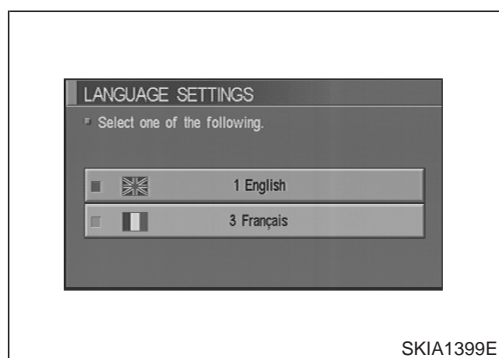 LANGUAGE SETTINGS
Select one of the following.
1 English
3 Français
SKIA1399E